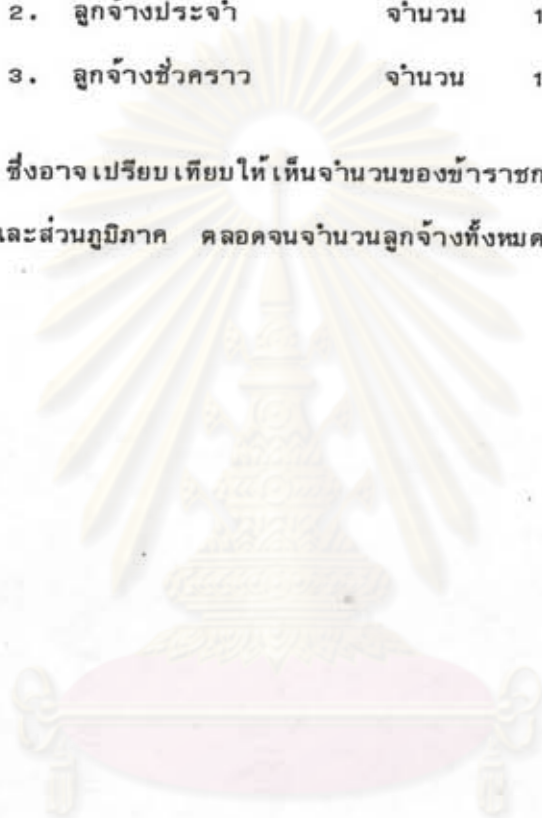 2. ลูกจ้างประจำ จำนวน 1
3. ลูกจ้างชั่วคราว จำนวน 1
ซึ่งอาจเปรียบเทียบให้เห็นจำนวนของข้าราชก
และส่วนภูมิภาค ตลอดจนจำนวนลูกจ้างทั้งหมด